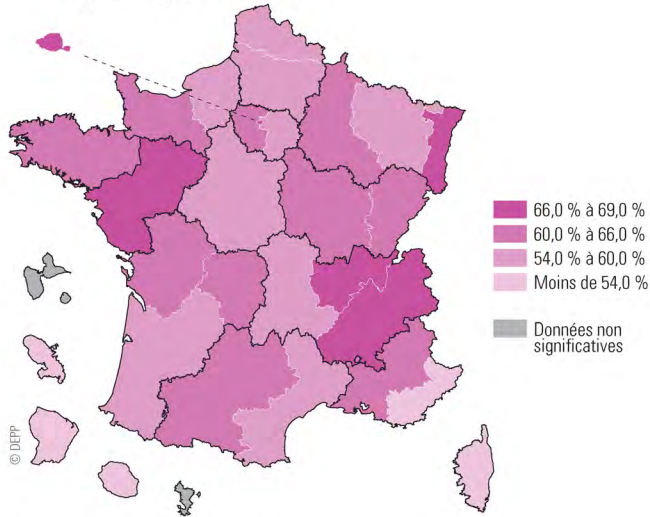 66,0 % à 69,0 %
60,0 % à 66,0 %
54,0 % à 60,0 %
Moins de 54,0 %
Données non
significatives
© DEPP